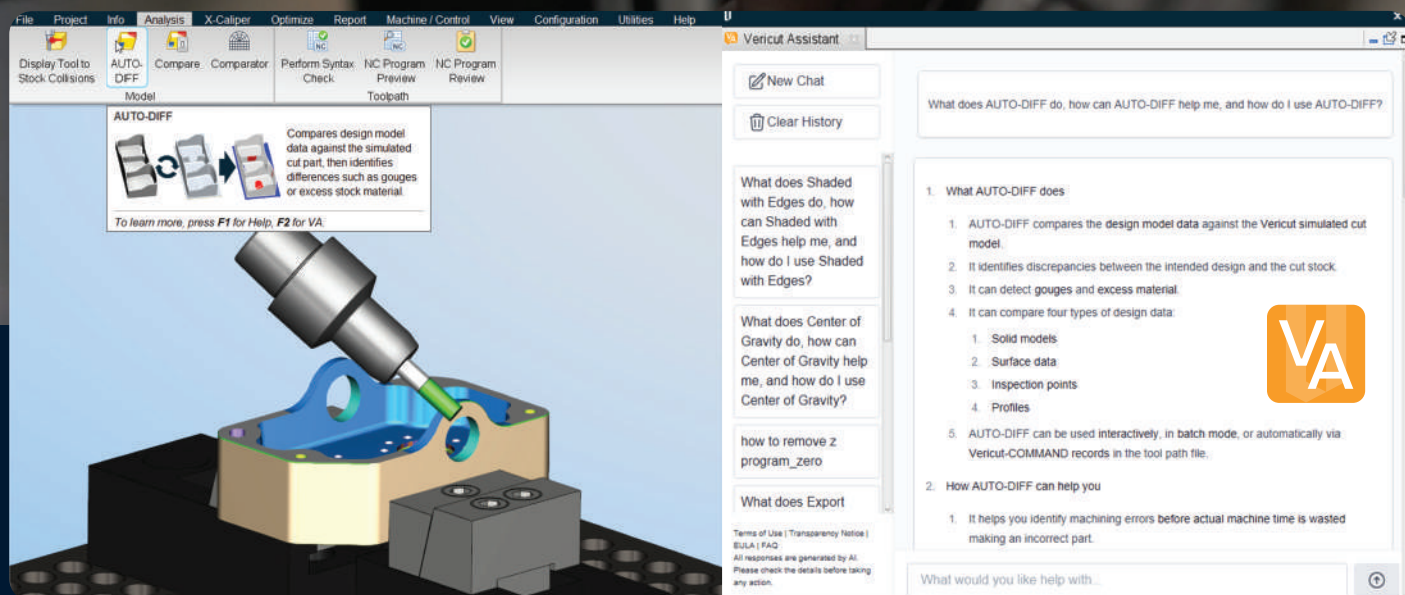 File Project Info Analysis X-Caliper Optimize Report Machine / Control View Configuration Utilities Help
Display Tool to
Stock Collisions
AUTO-
DIFF
Compare
Comparator
Perform Syntax
Check
NC Program
Preview
NC Program
Review
Model
Toolpath
AUTO-DIFF
Compares design model
data against the simulated
cut part, then identifies
differences such as gouges
or excess stock material.
To learn more, press F1 for Help, F2 for VA.
Vericut Assistant
New Chat
Clear History
What does Shaded
with Edges do, how
can Shaded with
Edges help me, and
how do I use Shaded
with Edges?
What does Center of
Gravity do, how can
Center of Gravity help
me, and how do I use
Center of Gravity?
how to remove z
program_zero
What does Export
Terms of Use | Transparency Notice |
EULA | FAQ
All responses are generated by AI.
Please check the details before taking
any action.
What does AUTO-DIFF do, how can AUTO-DIFF help me, and how do I use AUTO-DIFF?
1. What AUTO-DIFF does
1. AUTO-DIFF compares the design model data against the Vericut simulated cut
model.
2. It identifies discrepancies between the intended design and the cut stock.
3. It can detect gouges and excess material.
4. It can compare four types of design data:
1. Solid models
2. Surface data
3. Inspection points
4. Profiles
5. AUTO-DIFF can be used interactively, in batch mode, or automatically via
Vericut-COMMAND records in the tool path file.
2. How AUTO-DIFF can help you
1. It helps you identify machining errors before actual machine time is wasted
making an incorrect part.
VA
What would you like help with...